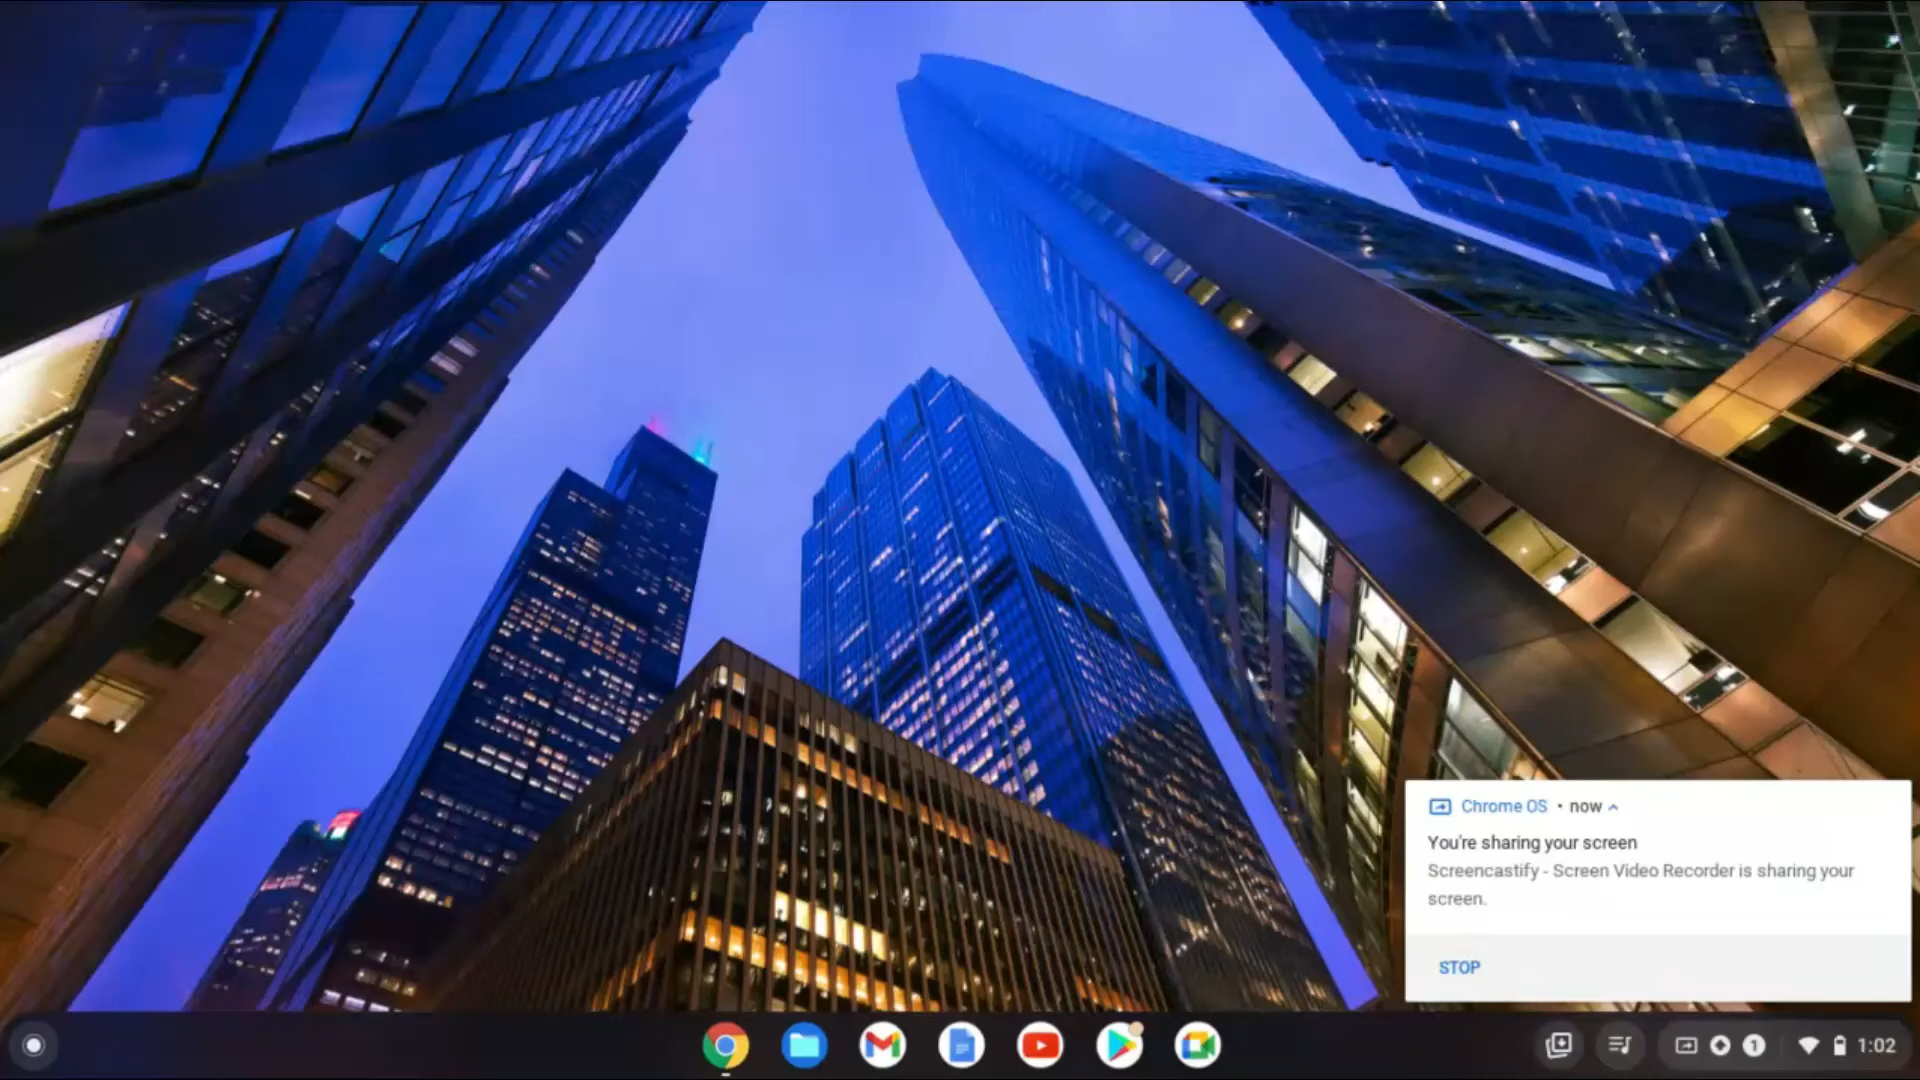 Chrome OS • now
You're sharing your screen
Screencastify - Screen Video Recorder is sharing your
screen.
STOP
1
1:02